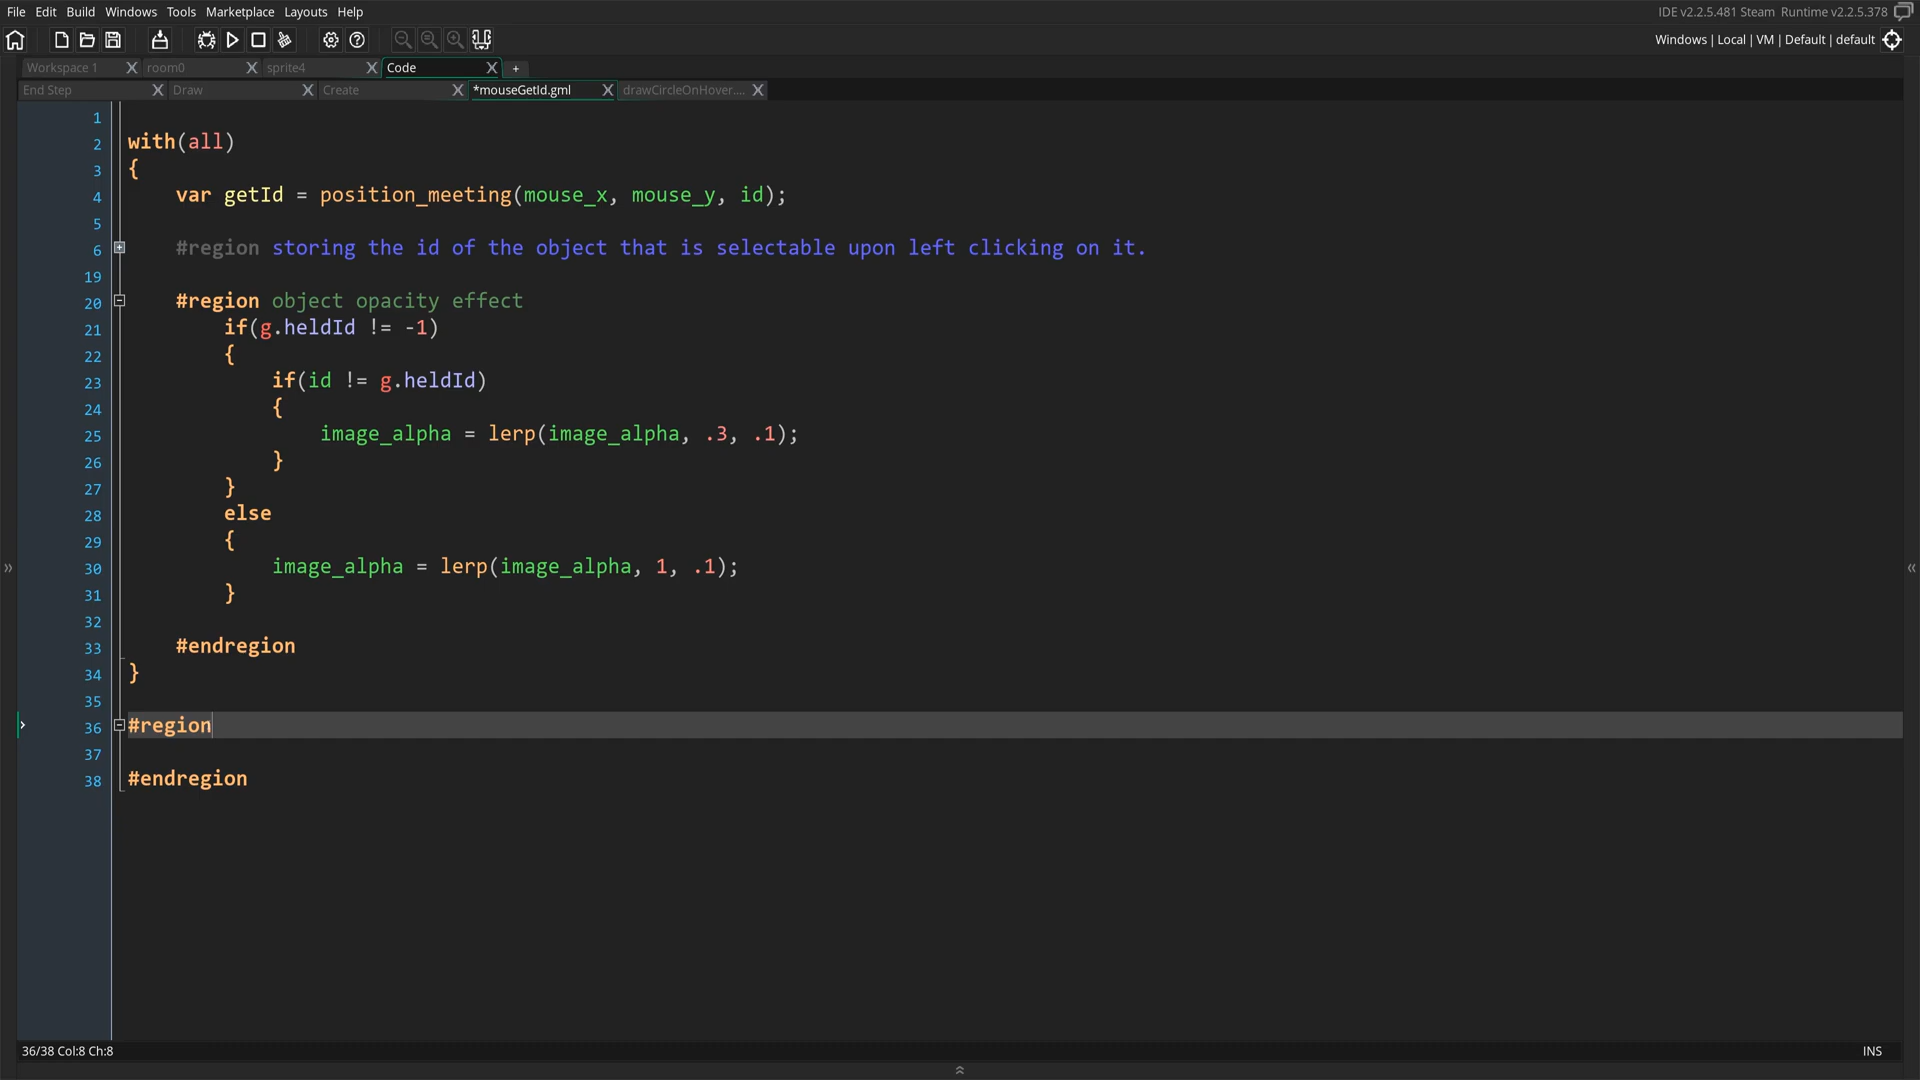 File Edit Build Windows Tools Marketplace Layouts Help
IDE v2.2.5.481 Steam Runtime v2.2.5.378
Windows | Local | VM | Default | default
Workspace 1 X room0 X sprite4 X Code X +
End Step X Draw X Create X *mouseGetId.gml X drawCircleOnHover.... X
1
2 with(all)
3 {
4 var getId = position_meeting(mouse_x, mouse_y, id);
5
6 #region storing the id of the object that is selectable upon left clicking on it.
19
20 #region object opacity effect
21 if(g.heldId != -1)
22 {
23 if(id != g.heldId)
24 {
25 image_alpha = lerp(image_alpha, .3, .1);
26 }
27 }
28 else
29 {
30 image_alpha = lerp(image_alpha, 1, .1);
31 }
32
33 #endregion
34 }
35
36 #region
37
38 #endregion
36/38 Col:8 Ch:8
INS